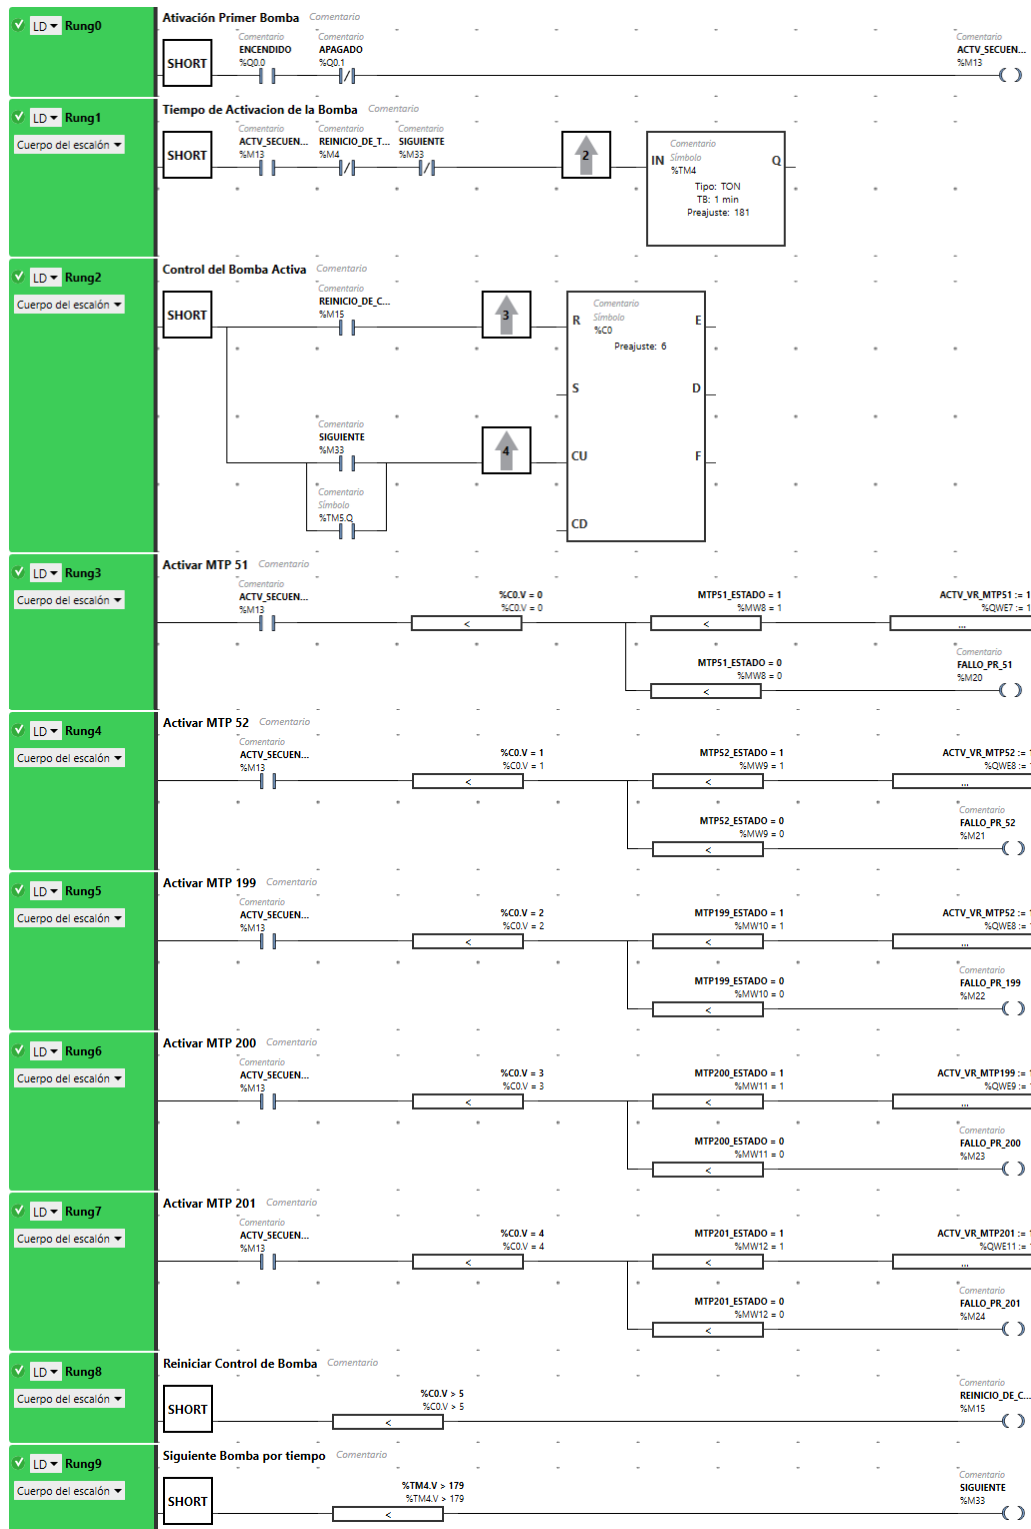 Ativación Primer Bomba Comentario
LD Rung0
Comentario Comentario Comentario
ENCENDIDO APAGADO ACTV_SECUEN...
%Q0.0 %Q0.1 %M13
SHORT
Tiempo de Activacion de la Bomba Comentario
LD Rung1
Cuerpo del escalón
Comentario Comentario Comentario
ACTV_SECUEN... REINICIO_DE_T... SIGUIENTE
%M13 %M4 %M33
SHORT
2
Comentario
IN Símbolo Q
%TM4
Tipo: TON
TB: 1 min
Preajuste: 181
Control del Bomba Activa Comentario
LD Rung2
Cuerpo del escalón
Comentario
REINICIO_DE_C...
%M15
SHORT
3
Comentario
R Símbolo E
%C0
Preajuste: 6
S D
Comentario
SIGUIENTE
%M33
4
CU F
Comentario
Símbolo
%TM5.Q
CD
Activar MTP 51 Comentario
LD Rung3
Cuerpo del escalón
Comentario
ACTV_SECUEN... %C0.V = 0 MTP51_ESTADO = 1 ACTV_VR_MTP51 := 1
%M13 %C0.V = 0 %MW8 = 1 %QWE7 := 1
< < ...
Comentario
MTP51_ESTADO = 0 FALLO_PR_51
%MW8 = 0 %M20
<
Activar MTP 52 Comentario
LD Rung4
Cuerpo del escalón
Comentario
ACTV_SECUEN... %C0.V = 1 MTP52_ESTADO = 1 ACTV_VR_MTP52 := 1
%M13 %C0.V = 1 %MW9 = 1 %QWE8 := 1
< < ...
Comentario
MTP52_ESTADO = 0 FALLO_PR_52
%MW9 = 0 %M21
<
Activar MTP 199 Comentario
LD Rung5
Cuerpo del escalón
Comentario
ACTV_SECUEN... %C0.V = 2 MTP199_ESTADO = 1 ACTV_VR_MTP52 := 1
%M13 %C0.V = 2 %MW10 = 1 %QWE8 := 1
< < ...
Comentario
MTP199_ESTADO = 0 FALLO_PR_199
%MW10 = 0 %M22
<
Activar MTP 200 Comentario
LD Rung6
Cuerpo del escalón
Comentario
ACTV_SECUEN... %C0.V = 3 MTP200_ESTADO = 1 ACTV_VR_MTP199 := 1
%M13 %C0.V = 3 %MW11 = 1 %QWE9 := 1
< < ...
Comentario
MTP200_ESTADO = 0 FALLO_PR_200
%MW11 = 0 %M23
<
Activar MTP 201 Comentario
LD Rung7
Cuerpo del escalón
Comentario
ACTV_SECUEN... %C0.V = 4 MTP201_ESTADO = 1 ACTV_VR_MTP201 := 1
%M13 %C0.V = 4 %MW12 = 1 %QWE11 := 1
< < ...
Comentario
MTP201_ESTADO = 0 FALLO_PR_201
%MW12 = 0 %M24
<
Reiniciar Control de Bomba Comentario
LD Rung8
Cuerpo del escalón
Comentario
%C0.V > 5 REINICIO_DE_C...
%C0.V > 5 %M15
SHORT
<
Siguiente Bomba por tiempo Comentario
LD Rung9
Cuerpo del escalón
Comentario
%TM4.V > 179 SIGUIENTE
%TM4.V > 179 %M33
SHORT
<